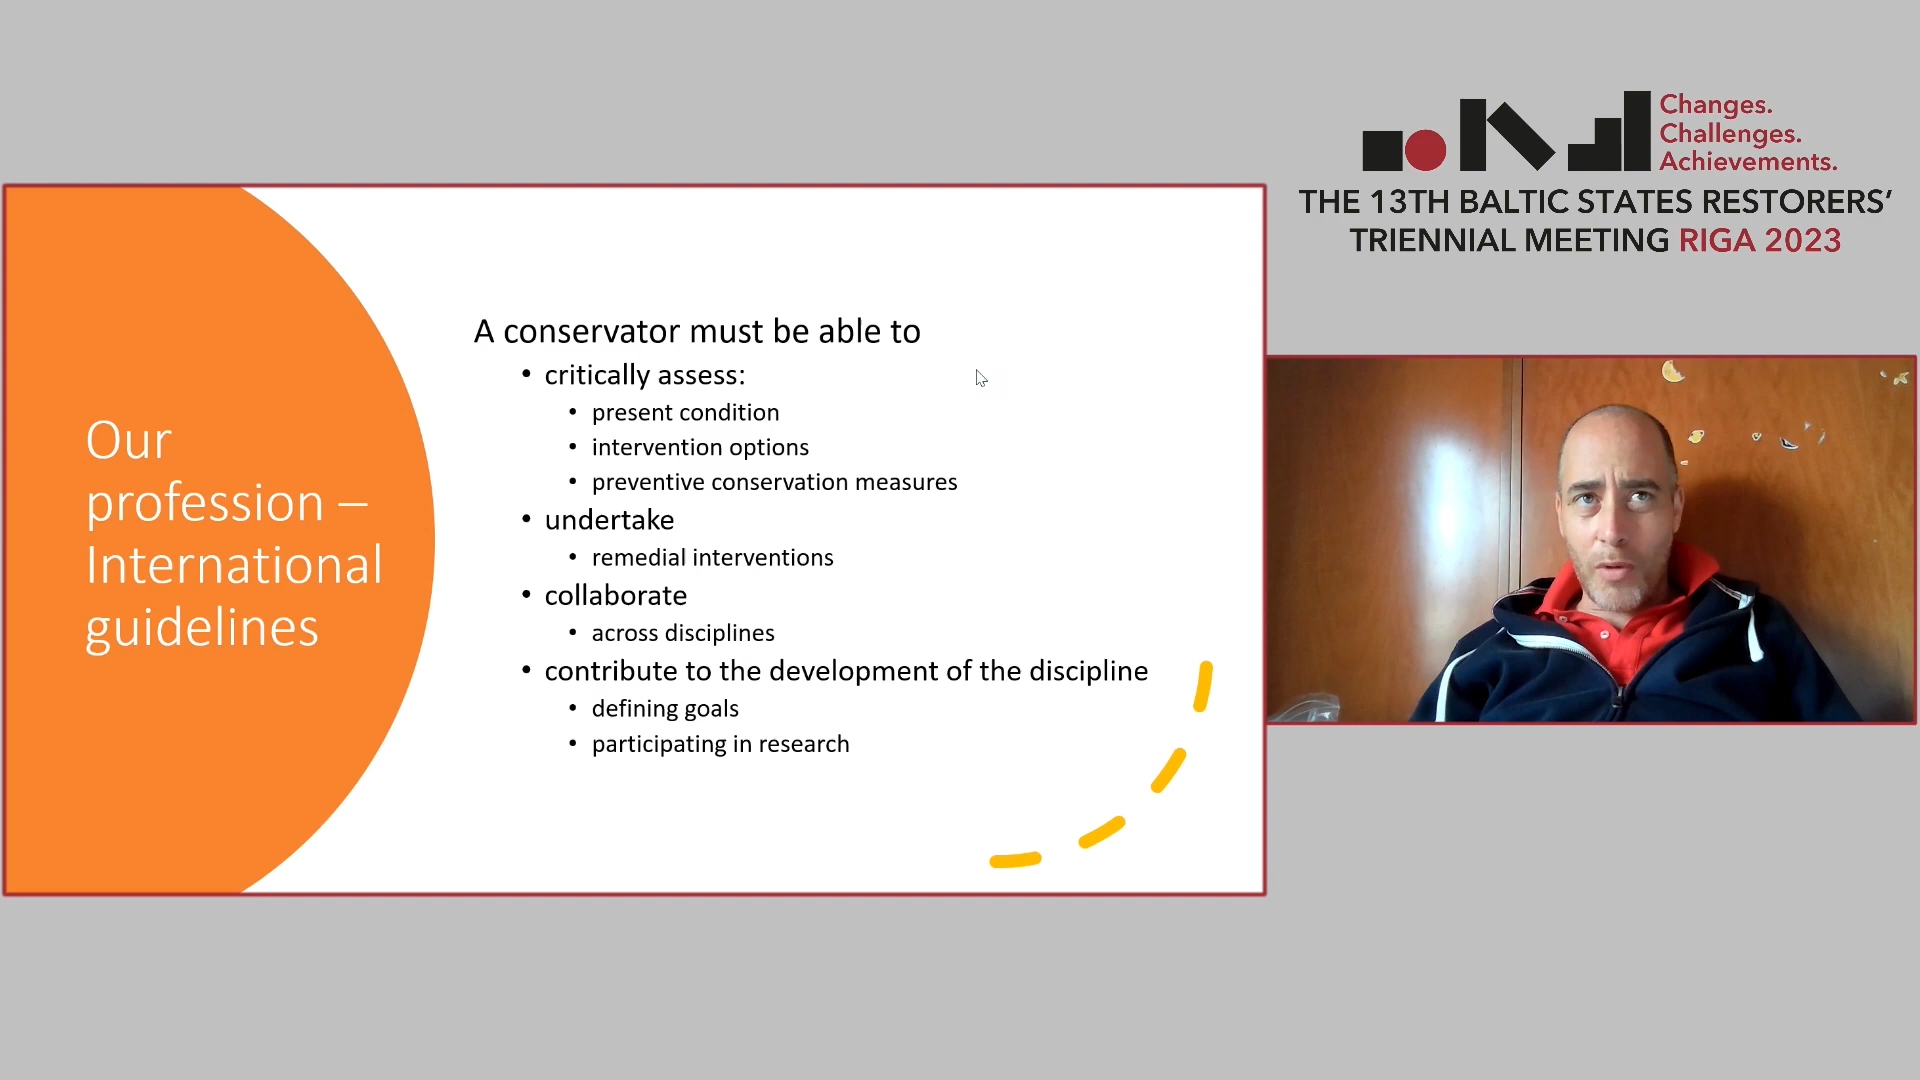 Our
profession –
International
guidelines
A conservator must be able to
• critically assess:
• present condition
• intervention options
• preventive conservation measures
• undertake
• remedial interventions
• collaborate
• across disciplines
• contribute to the development of the discipline
• defining goals
• participating in research
Changes.
Challenges.
Achievements.
THE 13TH BALTIC STATES RESTORERS’
TRIENNIAL MEETING RIGA 2023